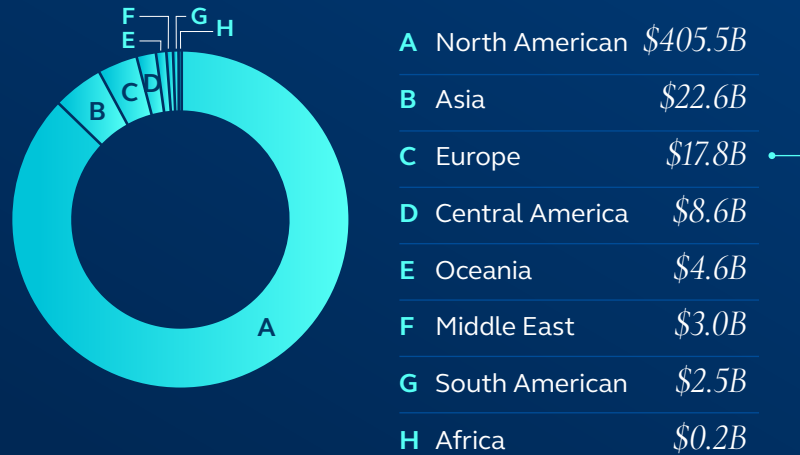 F
G
H
E
D
C
B
A
A North American $405.5B
B Asia $22.6B
C Europe $17.8B
D Central America $8.6B
E Oceania $4.6B
F Middle East $3.0B
G South American $2.5B
H Africa $0.2B